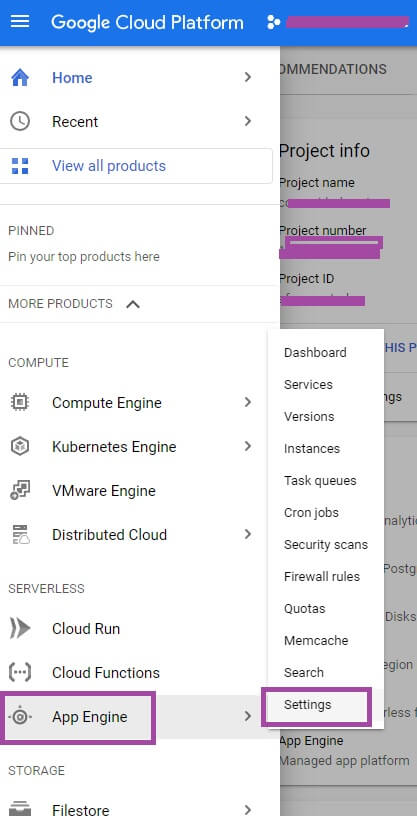 Google Cloud Platform
Home
Recent
View all products
PINNED
Pin your top products here
MORE PRODUCTS
COMPUTE
Compute Engine
Kubernetes Engine
VMware Engine
Distributed Cloud
SERVERLESS
Cloud Run
Cloud Functions
App Engine
STORAGE
Filestore
Dashboard
Services
Versions
Instances
Task queues
Cron jobs
Security scans
Firewall rules
Quotas
Memcache
Search
Settings
OMMENDATIONS
Project info
Project name
Project number
Project ID
HIS P
ngs
nalytic
Postg
Disks
egion
rless f
App Engine
Managed app platform